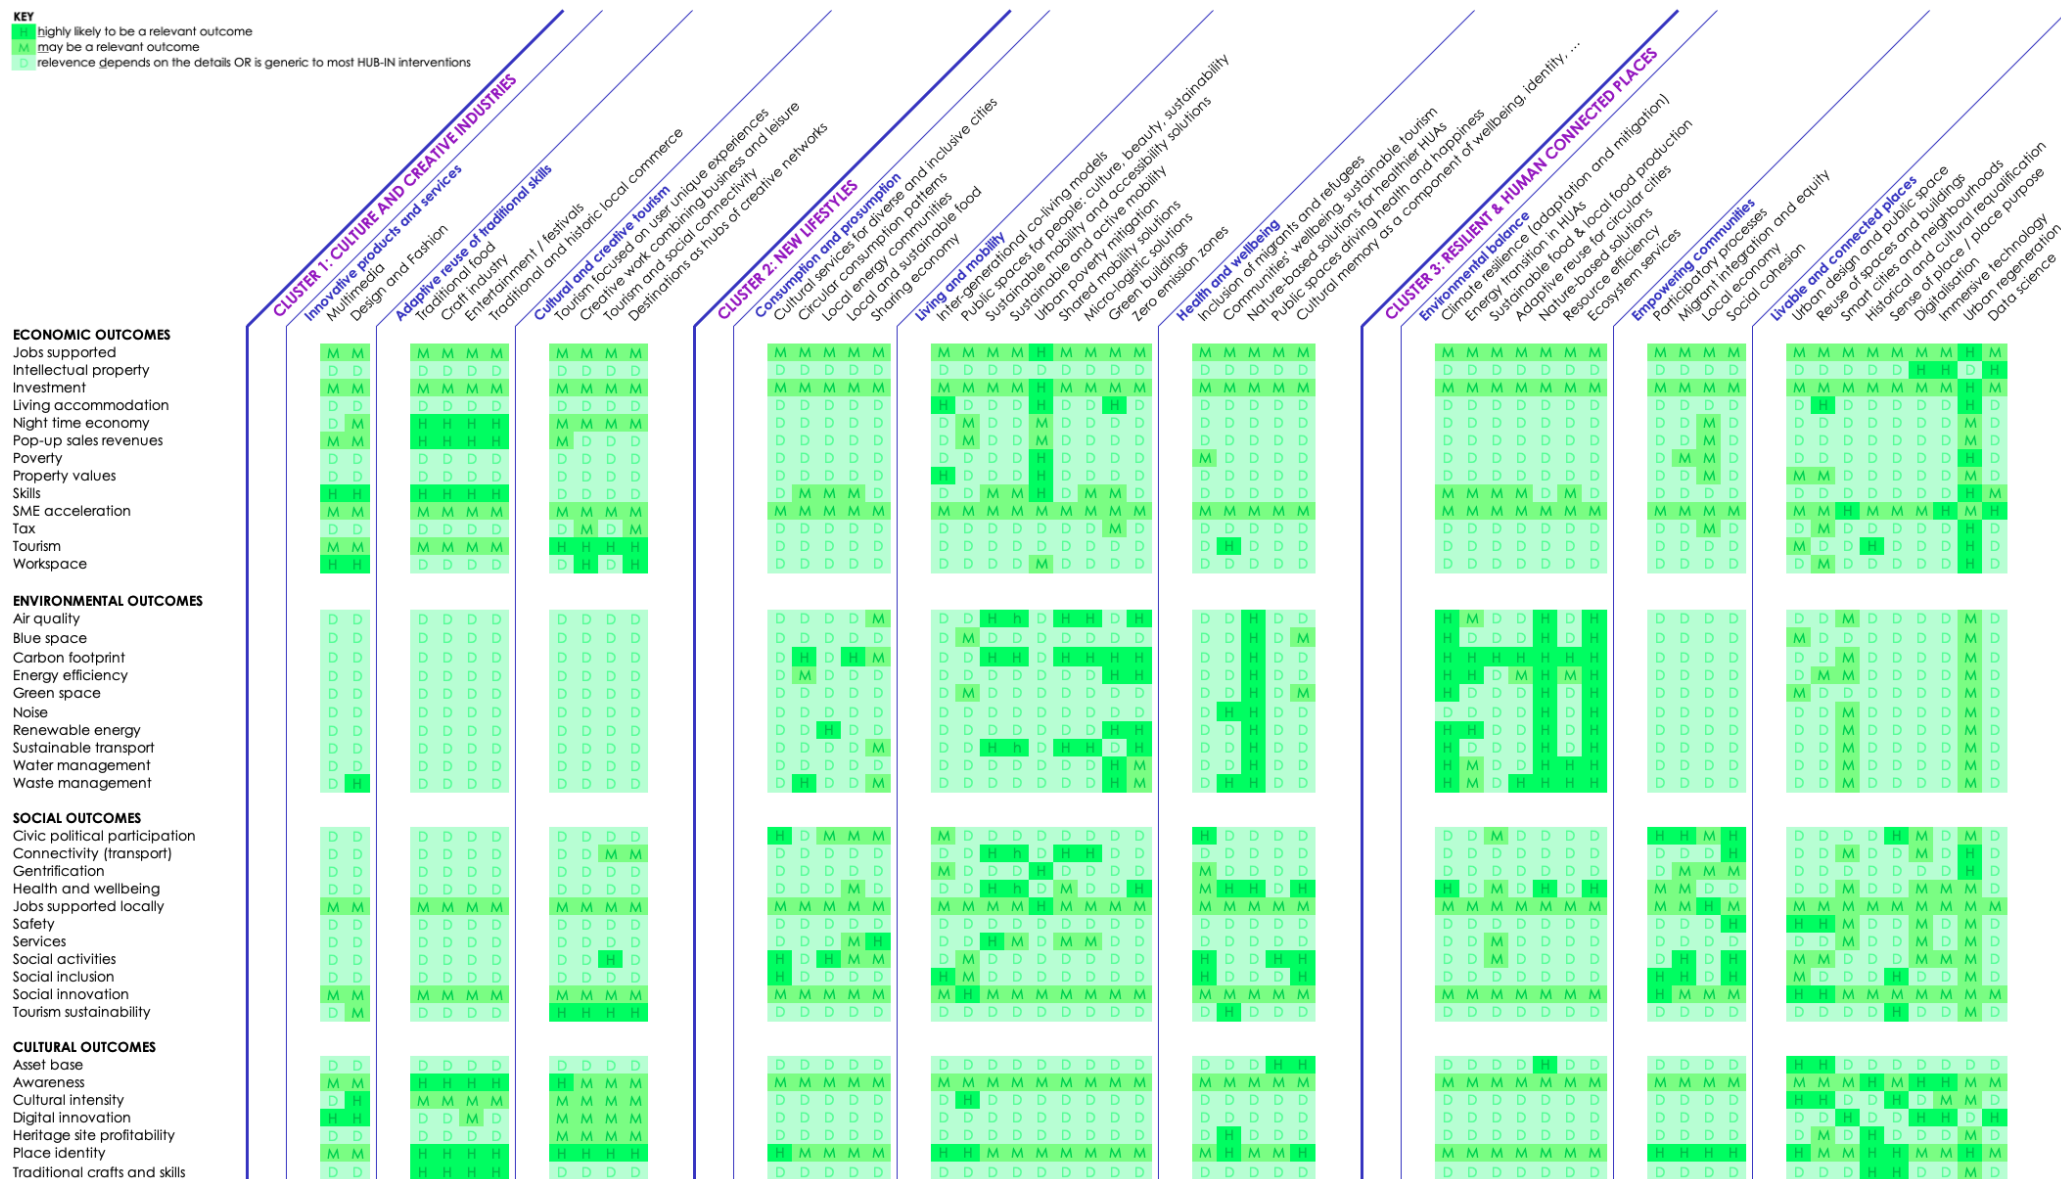 KEY
H highly likely to be a relevant outcome
M may be a relevant outcome
D relevence depends on the details OR is generic to most HUB-IN interventions
CLUSTER 1: CULTURE AND CREATIVE INDUSTRIES
Innovative products and services
Multimedia
Design and Fashion
Adaptive reuse of traditional skills
Traditional food
Craft industry
Entertainment / festivals
Traditional and historic local commerce
Cultural and creative tourism
Tourism focused on user unique experiences
Creative work combining business and leisure
Tourism and social connectivity
Destinations as hubs of creative networks
CLUSTER 2: NEW LIFESTYLES
Consumption and prosumption
Cultural services for diverse and inclusive cities
Circular consumption patterns
Local energy communities
Local and sustainable food
Sharing economy
Living and mobility
Inter-generational co-living models
Public spaces for people: culture, beauty, sustainability
Sustainable mobility and accessibility solutions
Sustainable and active mobility
Urban poverty mitigation
Shared mobility solutions
Micro-logistic solutions
Green buildings
Zero emission zones
Health and wellbeing
Inclusion of migrants and refugees
Communities' wellbeing, sustainable tourism
Nature-based solutions for healthier HUAs
Public spaces driving health and happiness
Cultural memory as a component of wellbeing, identity, ...
CLUSTER 3: RESILIENT & HUMAN CONNECTED PLACES
Environmental balance
Climate resilience (adaptation and mitigation)
Energy transition in HUAs
Sustainable food & local food production
Adaptive reuse for circular cities
Nature-based solutions
Resource efficiency
Ecosystem services
Empowering communities
Participatory processes
Migrant integration and equity
Local economy
Social cohesion
Livable and connected places
Urban design and public space
Reuse of spaces and buildings
Smart cities and neighbourhoods
Historical and cultural requalification
Sense of place / place purpose
Digitalisation
Immersive technology
Urban regeneration
Data science
ECONOMIC OUTCOMES
Jobs supported M M M M M M M M M M M M M M M M M M M H M M M M M M M M M M M M M M M M M M M M M M M M M M M H M
Intellectual property D D D D D D D D D D D D D D D D D D D D D D D D D D D D D D D D D D D D D D D D D D D D D H H D H
Investment M M M M M M M M M M M M M M M M M M M H M M M M M M M M M M M M M M M M M M M M M M M M M M M H M
Living accommodation D D D D D D D D D D D D D D D H D D D H D D H D D D D D D D D D D D D D D D D D D H D D D D D H D
Night time economy D M H H H H M M M M D D D D D D M D D M D D D D D D D D D D D D D D D D D D M D D D D D D D D M D
Pop-up sales revenues M M H H H H M D D D D D D D D D M D D M D D D D D D D D D D D D D D D D D D M D D D D D D D D M D
Poverty D D D D D D D D D D D D D D D D D D D H D D D D M D D D D D D D D D D D D M M D D D D D D D D H D
Property values D D D D D D D D D D D D D D D H D D D H D D D D D D D D D D D D D D D D D D M D M M D D D D D M D
Skills H H H H H H D D D D D M M M D D D M M H D M M D D D D D D M M M M D M D D D D D D D D D D D D H M
SME acceleration M M M M M M M M M M M M M M M M M M M M M M M M M M M M M M M M M M M M M M M M M M H M M M H M H
Tax D D D D D D D M D M D D D D D D D D D D D D M D D D D D D D D D D D D D D D M D D M D D D D D H D
Tourism M M M M M M H H H H D D D D D D D D D D D D D D D H D D D D D D D D D D D D D D M D D H D D D H D
Workspace H H D D D D D H D H D D D D D D D D D M D D D D D D D D D D D D D D D D D D D D D M D D D D D H D
ENVIRONMENTAL OUTCOMES
Air quality D D D D D D D D D D D D D D M D D H h D H H D H D D H D D H M D D H D H D D D D D D M D D D D M D
Blue space D D D D D D D D D D D D D D D D M D D D D D D D D D H D M H D D D H D H D D D D M D D D D D D M D
Carbon footprint D D D D D D D D D D D H D H M D D H H D H H H H D D H D D H H H H H H H D D D D D D M D D D D M D
Energy efficiency D D D D D D D D D D D M D D D D D D D D D D H H D D H D D H H D M H M H D D D D D M M D D D D M D
Green space D D D D D D D D D D D D D D D D M D D D D D D D D D H D M H D D D H D H D D D D M D D D D D D M D
Noise D D D D D D D D D D D D D D D D D D D D D D D D D H H D D D D D D H D H D D D D D D M D D D D M D
Renewable energy D D D D D D D D D D D D H D D D D D D D D D H H D D H D D H H D D H D H D D D D D D M D D D D M D
Sustainable transport D D D D D D D D D D D D D D M D D H h D H H D H D D H D D H D D D H D H D D D D D D M D D D D M D
Water management D D D D D D D D D D D D D D D D D D D D D D H M D D H D D H M D D H H H D D D D D D M D D D D M D
Waste management D H D D D D D D D D D H D D M D D D D D D D H M D H H D D H M D H H H H D D D D D D M D D D D M D
SOCIAL OUTCOMES
Civic political participation D D D D D D D D D D H D M M M M D D D D D D D D H D D D D D D M D D D D H H M H D D D D H M D M D
Connectivity (transport) D D D D D D D D M M D D D D D D D H h D H H D D D D D D D D D D D D D D D D D H D D M D D M D H D
Gentrification D D D D D D D D D D D D D D D M D D D H D D D D M D D D D D D D D D D D D M M M D D D D D D D H D
Health and wellbeing D D D D D D D D D D D D D M D D D H h D M D D H M H H D H H D M D H D H M M D D D D M D D M M M D
Jobs supported locally M M M M M M M M M M M M M M M M M M M H M M M M M M M M M M M M M M M M M M H M M M M M M M M M M
Safety D D D D D D D D D D D D D D D D D D D D D D D D D D D D D D D D D D D D D D D H H H D D D M D M D
Services D D D D D D D D D D D D D M H D D H M D M M D D D D D D D D D M D D D D D D D D D D M D D M D M D
Social activities D D D D D D D D H D H D H M M D M D D D D D D D H D D H H D D M D D D D D H D H M M D D D M M M D
Social inclusion D D D D D D D D D D H D D D D H M D D D D D D D H D D D H D D D D D D D H H D H M D D D H D D M D
Social innovation M M M M M M M M M M M M M M M M H M M M M M M M M M M M M M M M M M M M H M M M H H M M M M M M M
Tourism sustainability D M D D D D H H H H D D D D D D D D D D D D D D D H D D D D D D D D D D D D D D D D D D H D D M D
CULTURAL OUTCOMES
Asset base D D D D D D D D D D D D D D D D D D D D D D D D D D D H H D D D D H D D D D D D H H D D D D D D D
Awareness M M H H H H H M M M M M M M M M M M M M M M M M M M M M M M M M M M M M M M M M M M M H M H H M M
Cultural intensity D H M M M M M M M M D D D D D D H D D D D D D D D D D D D D D D D D D D D D D D H H D D H D M M D
Digital innovation H H D D M D M M M M D D D D D D D D D D D D D D D D D D D D D D D D D D D D D D D D H D D H H D H
Heritage site profitability D D D D D D M M M M D D D D D D D D D D D D D D D H D D D D D D D D D D D D D D D M D H D D D M D
Place identity M M H H H H H H H H H M M M M H H M M M M M M M M H M M H M M M M M M M H H H H H M M H H M M H M
Traditional crafts and skills D D H H H H D D D D D D D D D D D D D D D D D D D D D D D D D D D D D D D D D D D D D H H D D M D